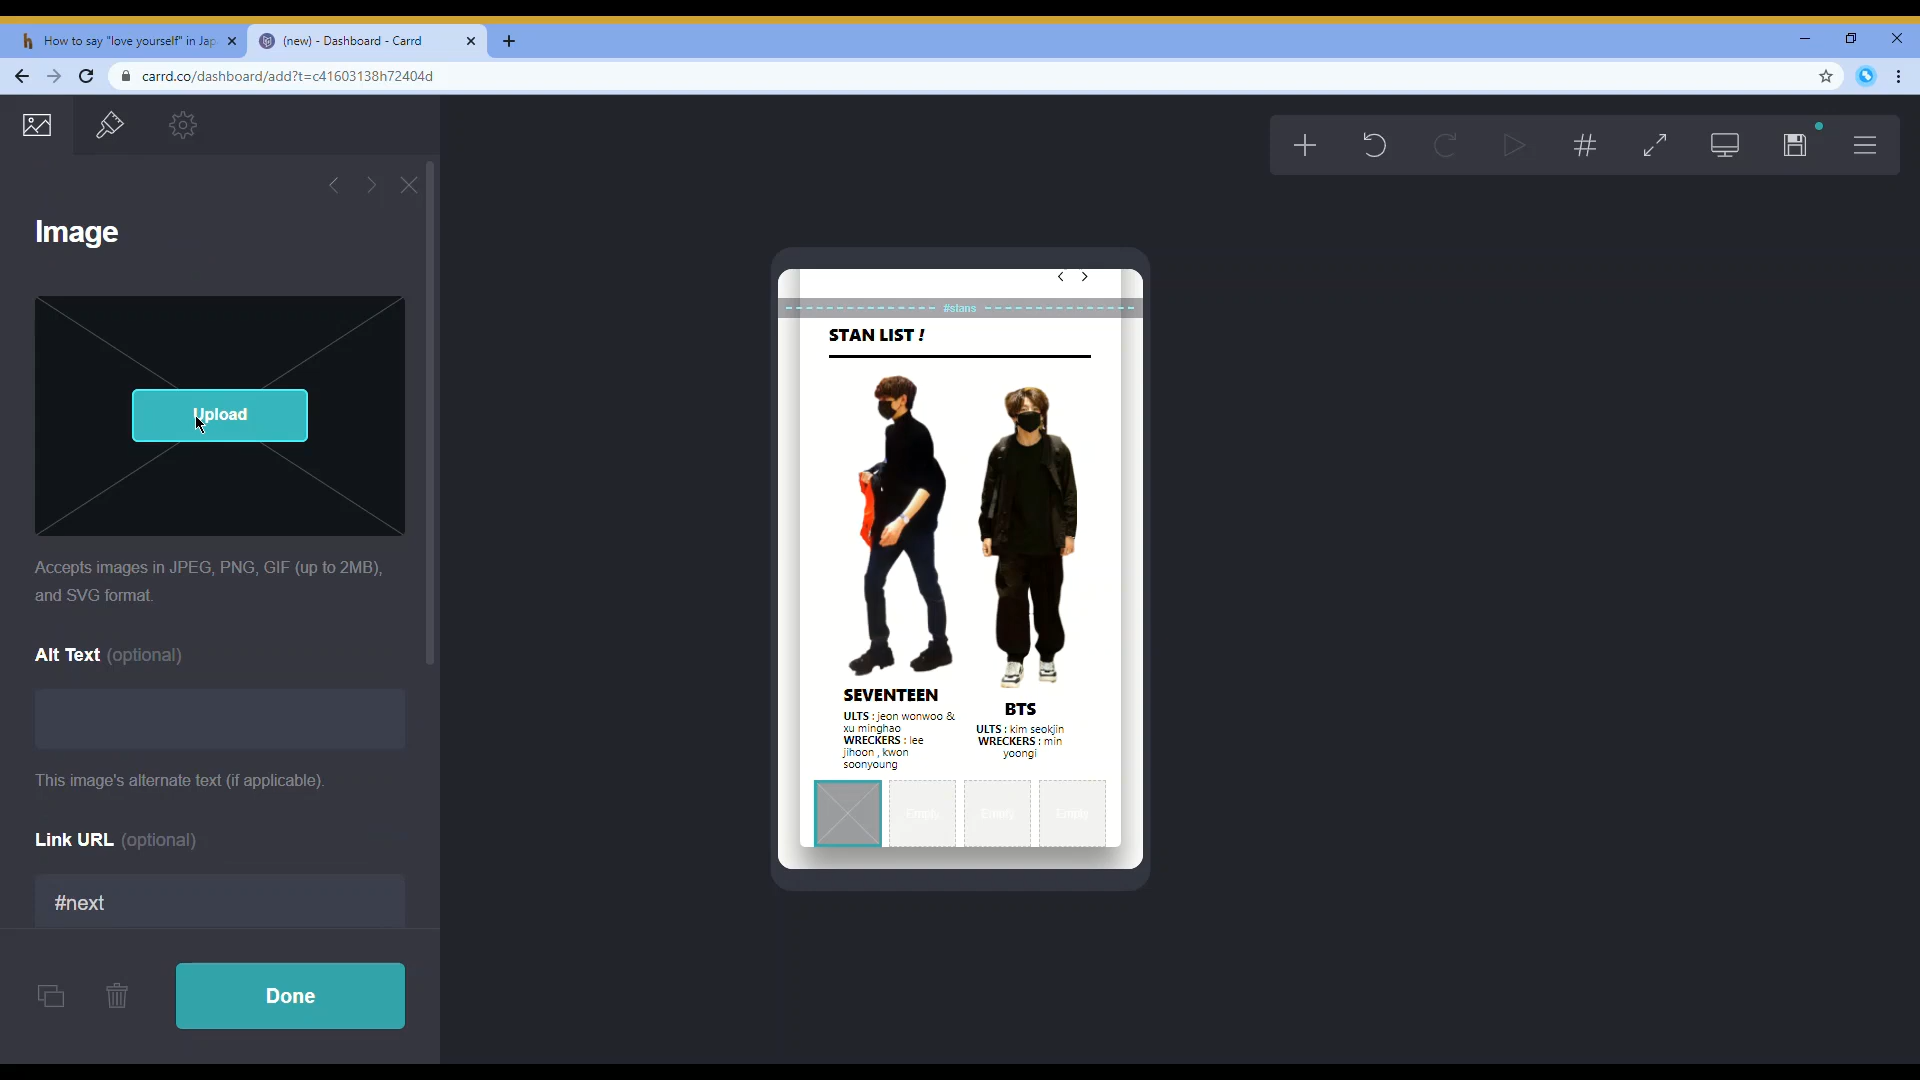 How to say "love yourself" in Jap
(new) - Dashboard - Carrd
carrd.co/dashboard/add?t=c41603138h72404d
Image
Upload
Accepts images in JPEG, PNG, GIF (up to 2MB),
and SVG format.
Alt Text (optional)
This image's alternate text (if applicable).
Link URL (optional)
#next
Done
#stans
STAN LIST !
SEVENTEEN
ULTS : jeon wonwoo &
xu minghao
WRECKERS : lee
jihoon , kwon
soonyoung
BTS
ULTS : kim seokjin
WRECKERS : min
yoongi
Empty
Empty
Empty